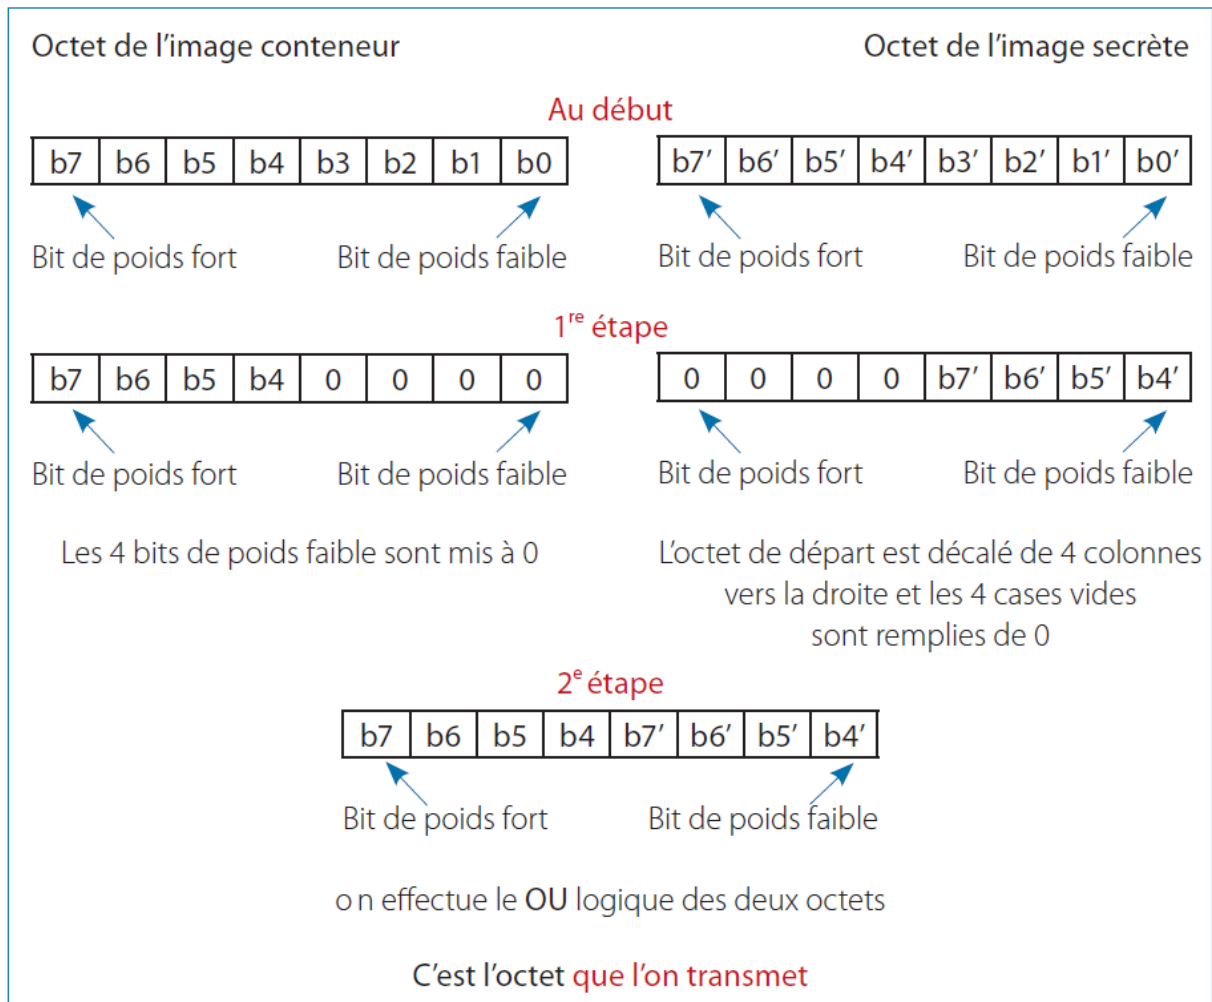 Octet de l’image conteneur
Octet de l’image secrète
Au début
b7 b6 b5 b4 b3 b2 b1 b0
b7’ b6’ b5’ b4’ b3’ b2’ b1’ b0’
Bit de poids fort
Bit de poids faible
Bit de poids fort
Bit de poids faible
1re étape
b7 b6 b5 b4 0 0 0 0
0 0 0 0 b7’ b6’ b5’ b4’
Bit de poids fort
Bit de poids faible
Bit de poids fort
Bit de poids faible
Les 4 bits de poids faible sont mis à 0
L’octet de départ est décalé de 4 colonnes
vers la droite et les 4 cases vides
sont remplies de 0
2e étape
b7 b6 b5 b4 b7’ b6’ b5’ b4’
Bit de poids fort
Bit de poids faible
o n effectue le OU logique des deux octets
C’est l’octet que l’on transmet